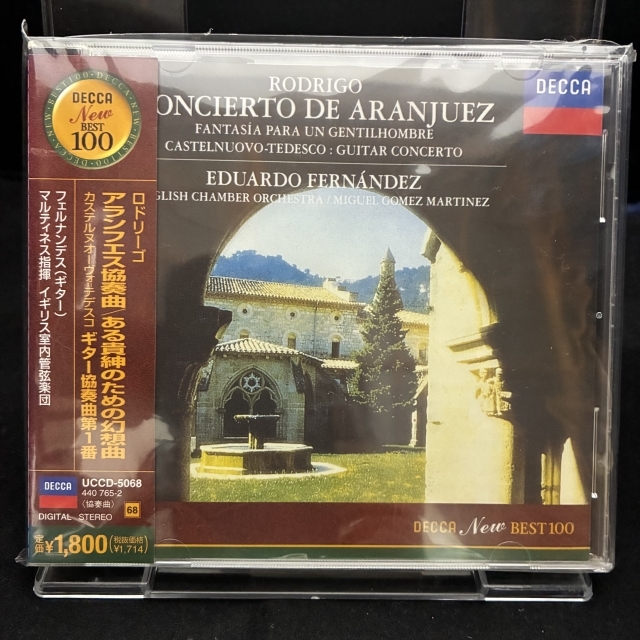 DECCA
New
BEST
100
BEST100・DECCA・NEW
ロドリーゴ
アランフェス協奏曲/ある貴紳のための幻想曲
カステルヌオーヴォ=テデスコ ギター協奏曲第1番
フェルナンデス(ギター)
マルティネス指揮 イギリス室内管弦楽団
DECCA
UCCD-5068
440 765-2
〈協奏曲〉
DIGITAL STEREO
68
定価¥1,800(税抜価格 ¥1,714)
RODRIGO
ONCIERTO DE ARANJUEZ
FANTASÍA PARA UN GENTILHOMBRE
CASTELNUOVO-TEDESCO : GUITAR CONCERTO
EDUARDO FERNÁNDEZ
GLISH CHAMBER ORCHESTRA / MIGUEL GOMEZ MARTINEZ
DECCA
DECCA New BEST 100